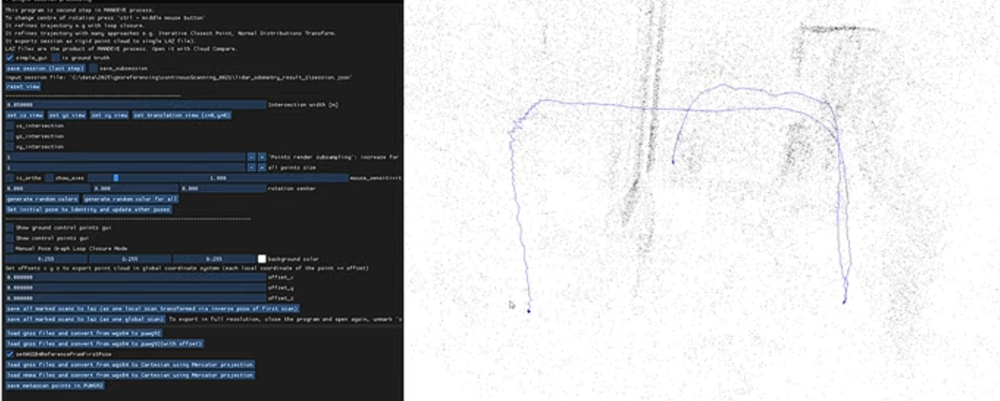 This program is second step in MANDEYE process.
To change centre of rotation press 'ctrl + middle mouse button'
It refines trajectory e.g with loop closure.
It refines trajectory with many approaches e.g. Iterative Closest Point, Normal Distributions Transform.
It exports session as rigid point cloud to single LAZ file).
LAZ files are the product of MANDEYE process. Open it with Cloud Compare.
simple_gui is ground truth
save session (last step) save_subsession
Input session file: 'C:\data\2025\georeferencing\continousScanning_0025\lidar_odometry_result_2\session.json'
reset view
0.050000 Intersection width [m]
set xz view set yz view set xy view set translation view (x=0,y=0)
xz_intersection
yz_intersection
xy_intersection
1 - + 'Points render subsampling': increase for
1 - + all points size
is_ortho show_axes 1.000 mouse_sensitivit
0.000 0.000 0.000 rotation center
generate random colors generate random color for all
Set initial pose to Identity and update other poses
Show ground control points gui
Show control points gui
Manual Pose Graph Loop Closure Mode
R:255 G:255 B:255 background color
Set offsets x y z to export point cloud in global coordinate system (each local coordinate of the point += offset)
0.000000 offset_x
0.000000 offset_y
0.000000 offset_z
save all marked scans to laz (as one local scan transformed via inverse pose of first scan)
save all marked scans to laz (as one global scan) To export in full resolution, close the program and open again, unmark 's
load gnss files and convert from wgs84 to puwg92
load gnss files and convert from wgs84 to puwg92(with offset)
setWGS84ReferenceFromFirstPose
load gnss files and convert from wgs84 to Cartesian using Mercator projection
load nmea files and convert from wgs84 to Cartesian using Mercator projection
save metascan points in PUWG92